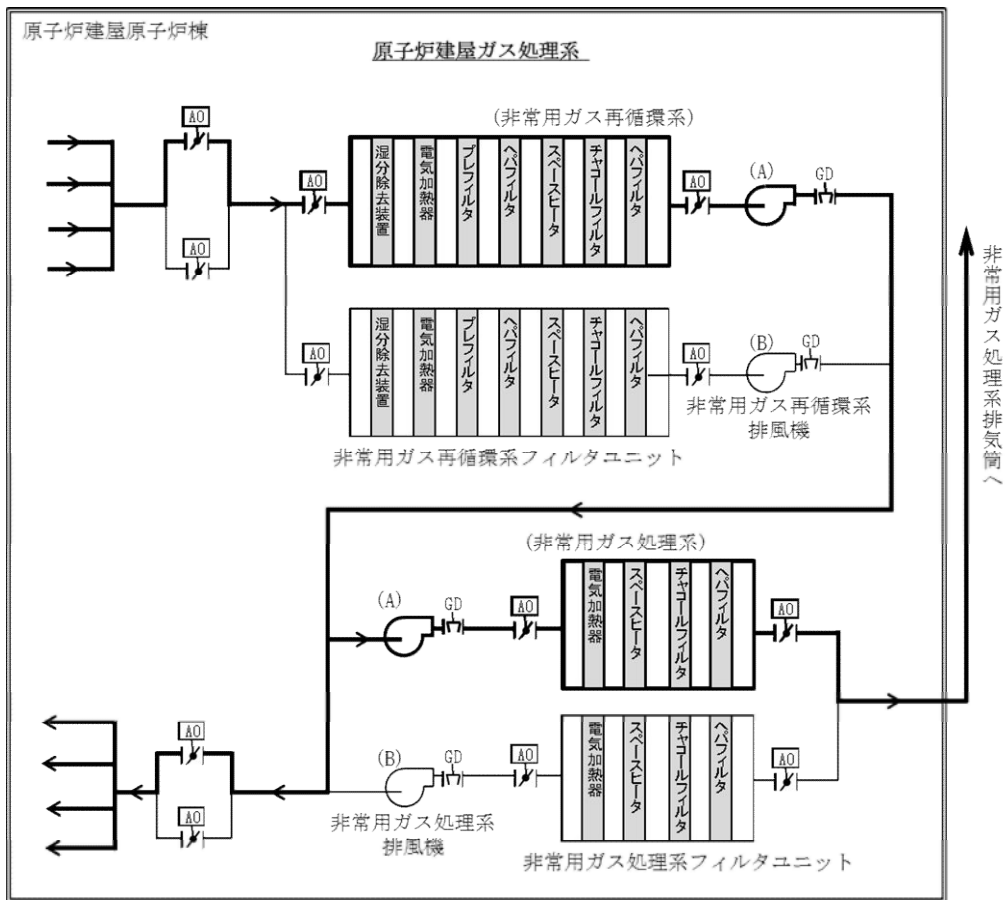 原子炉建屋原子炉棟
原子炉建屋ガス処理系
(非常用ガス再循環系)
AO
AO
AO
湿分除去装置
電気加熱器
プレフィルタ
ヘパフィルタ
スペースヒータ
チャコールフィルタ
ヘパフィルタ
AO
(A)
GD
AO
湿分除去装置
電気加熱器
プレフィルタ
ヘパフィルタ
スペースヒータ
チャコールフィルタ
ヘパフィルタ
AO
(B)
GD
非常用ガス再循環系
排風機
非常用ガス再循環系フィルタユニット
非常用ガス処理系排気筒へ
(非常用ガス処理系)
(A)
GD
AO
電気加熱器
スペースヒータ
チャコールフィルタ
ヘパフィルタ
AO
AO
AO
(B)
GD
AO
電気加熱器
スペースヒータ
チャコールフィルタ
ヘパフィルタ
AO
非常用ガス処理系
排風機
非常用ガス処理系フィルタユニット